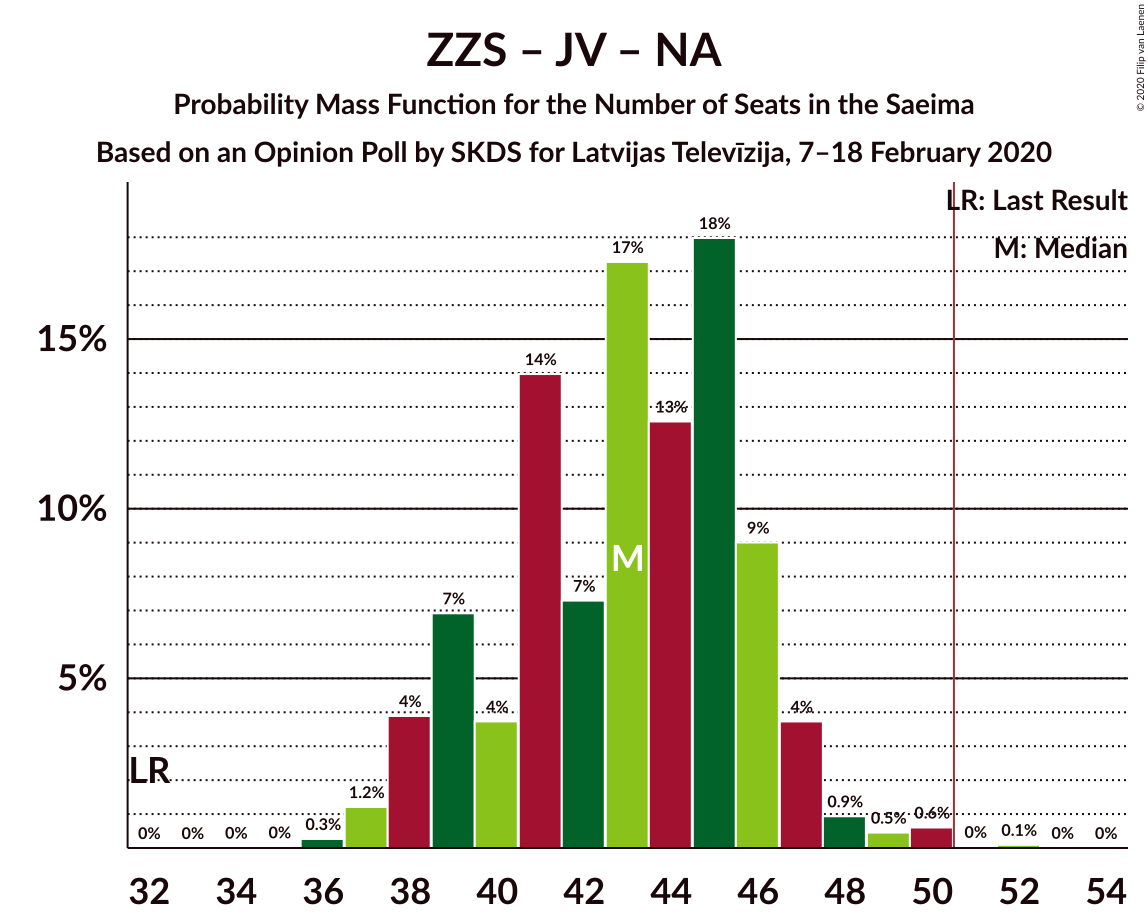 ZZS – JV – NA
Probability Mass Function for the Number of Seats in the Saeima
Based on an Opinion Poll by SKDS for Latvijas Televīzija, 7–18 February 2020
© 2020 Filip van Laenen
LR: Last Result
M: Median
15%
10%
5%
LR
M
0%
0%
0%
0%
0.3%
1.2%
4%
7%
4%
14%
7%
17%
13%
18%
9%
4%
0.9%
0.5%
0.6%
0%
0.1%
0%
0%
32 34 36 38 40 42 44 46 48 50 52 54